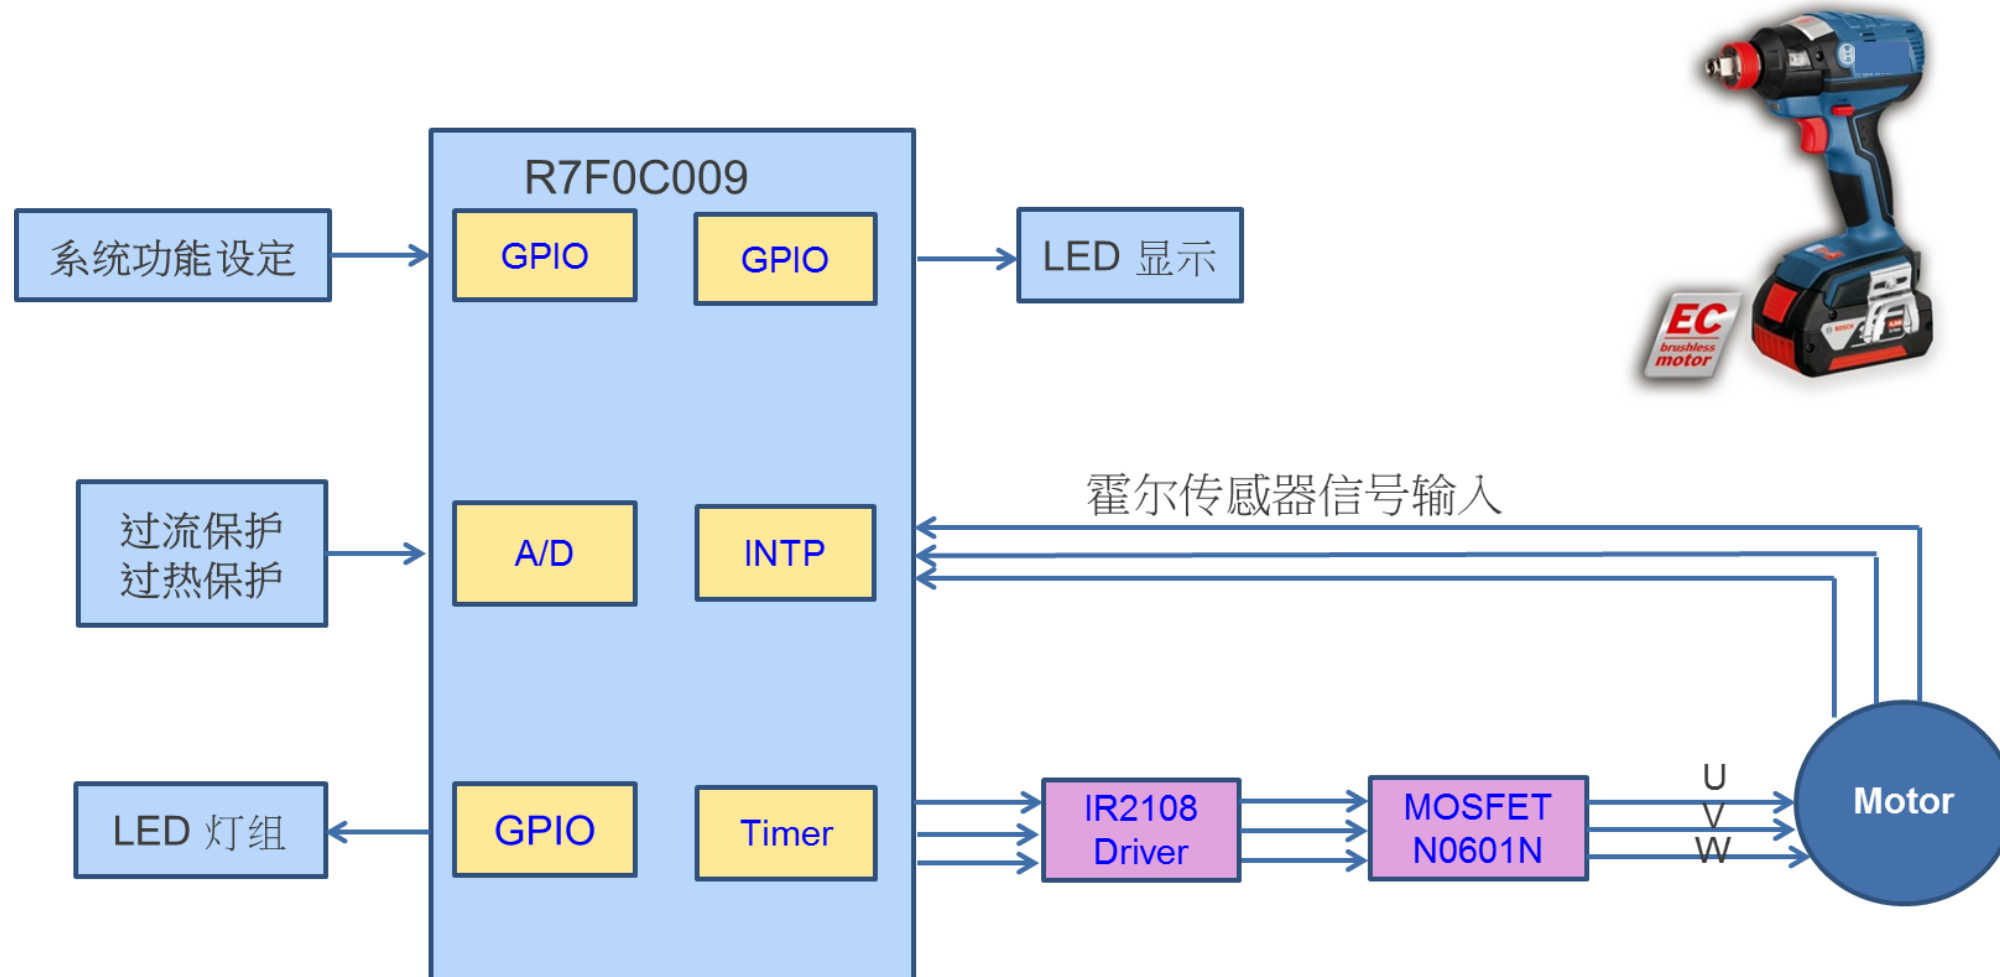 R7F0C009
系统功能设定
GPIO
GPIO
LED 显示
EC
brushless
motor
BOSCH
霍尔传感器信号输入
过流保护
过热保护
A/D
INTP
LED 灯组
GPIO
Timer
IR2108
Driver
MOSFET
N0601N
U
V
W
Motor